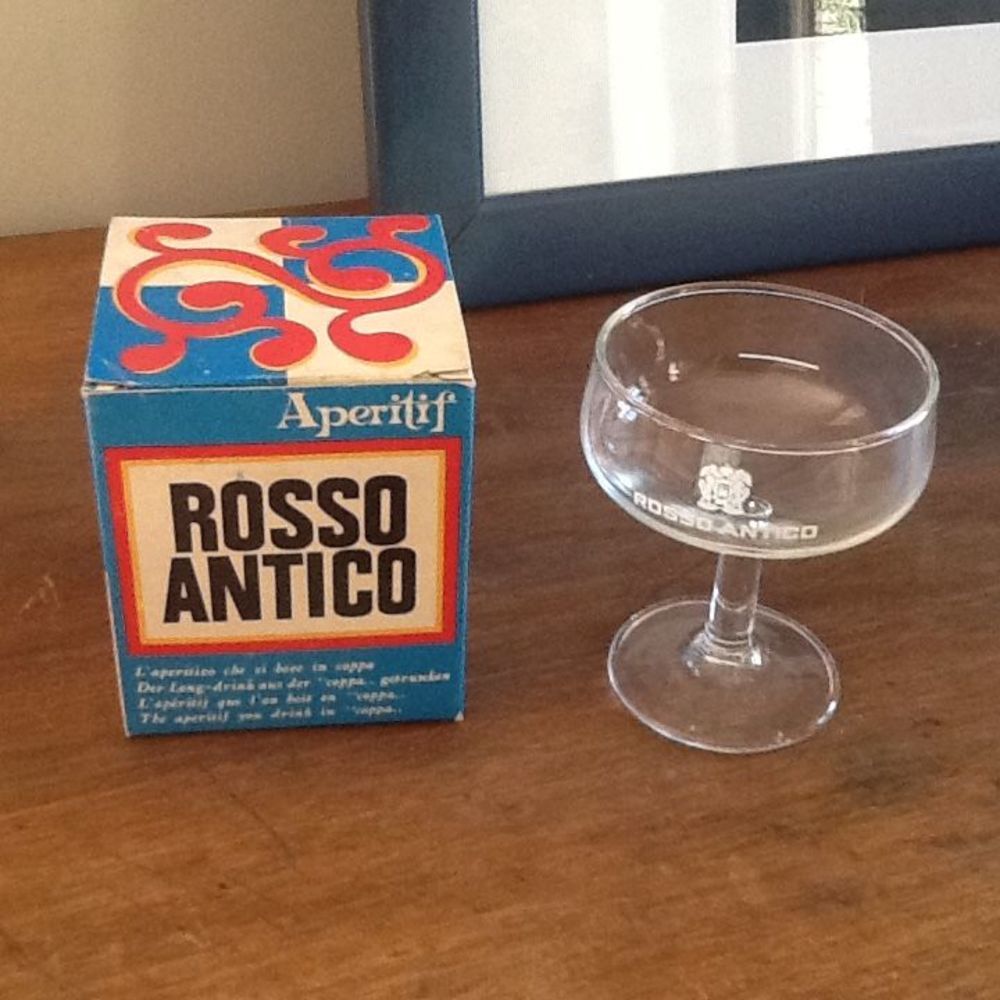 Aperitif
ROSSO
ANTICO
L'aperitivo che si beve in coppa
Der Long-drink aus der "coppa„ getrunken
L'apéritif que l'on boit en "coppa„
The aperitif you drink in "coppa„
ROSSO ANTICO